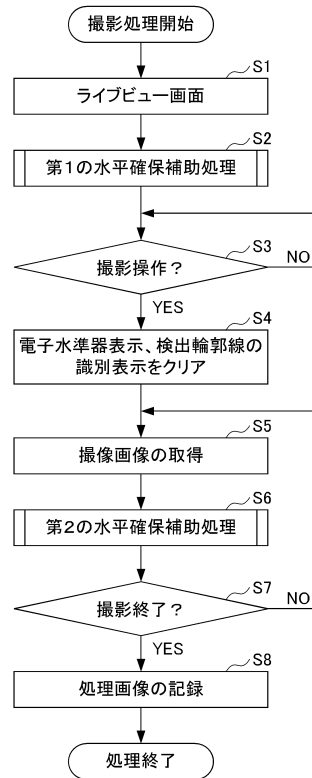 撮影処理開始
S1
ライブビュー画面
S2
第1の水平確保補助処理
S3
撮影操作？
NO
YES
S4
電子水準器表示、検出輪郭線の
識別表示をクリア
S5
撮像画像の取得
S6
第2の水平確保補助処理
S7
撮影終了？
NO
YES
S8
処理画像の記録
処理終了